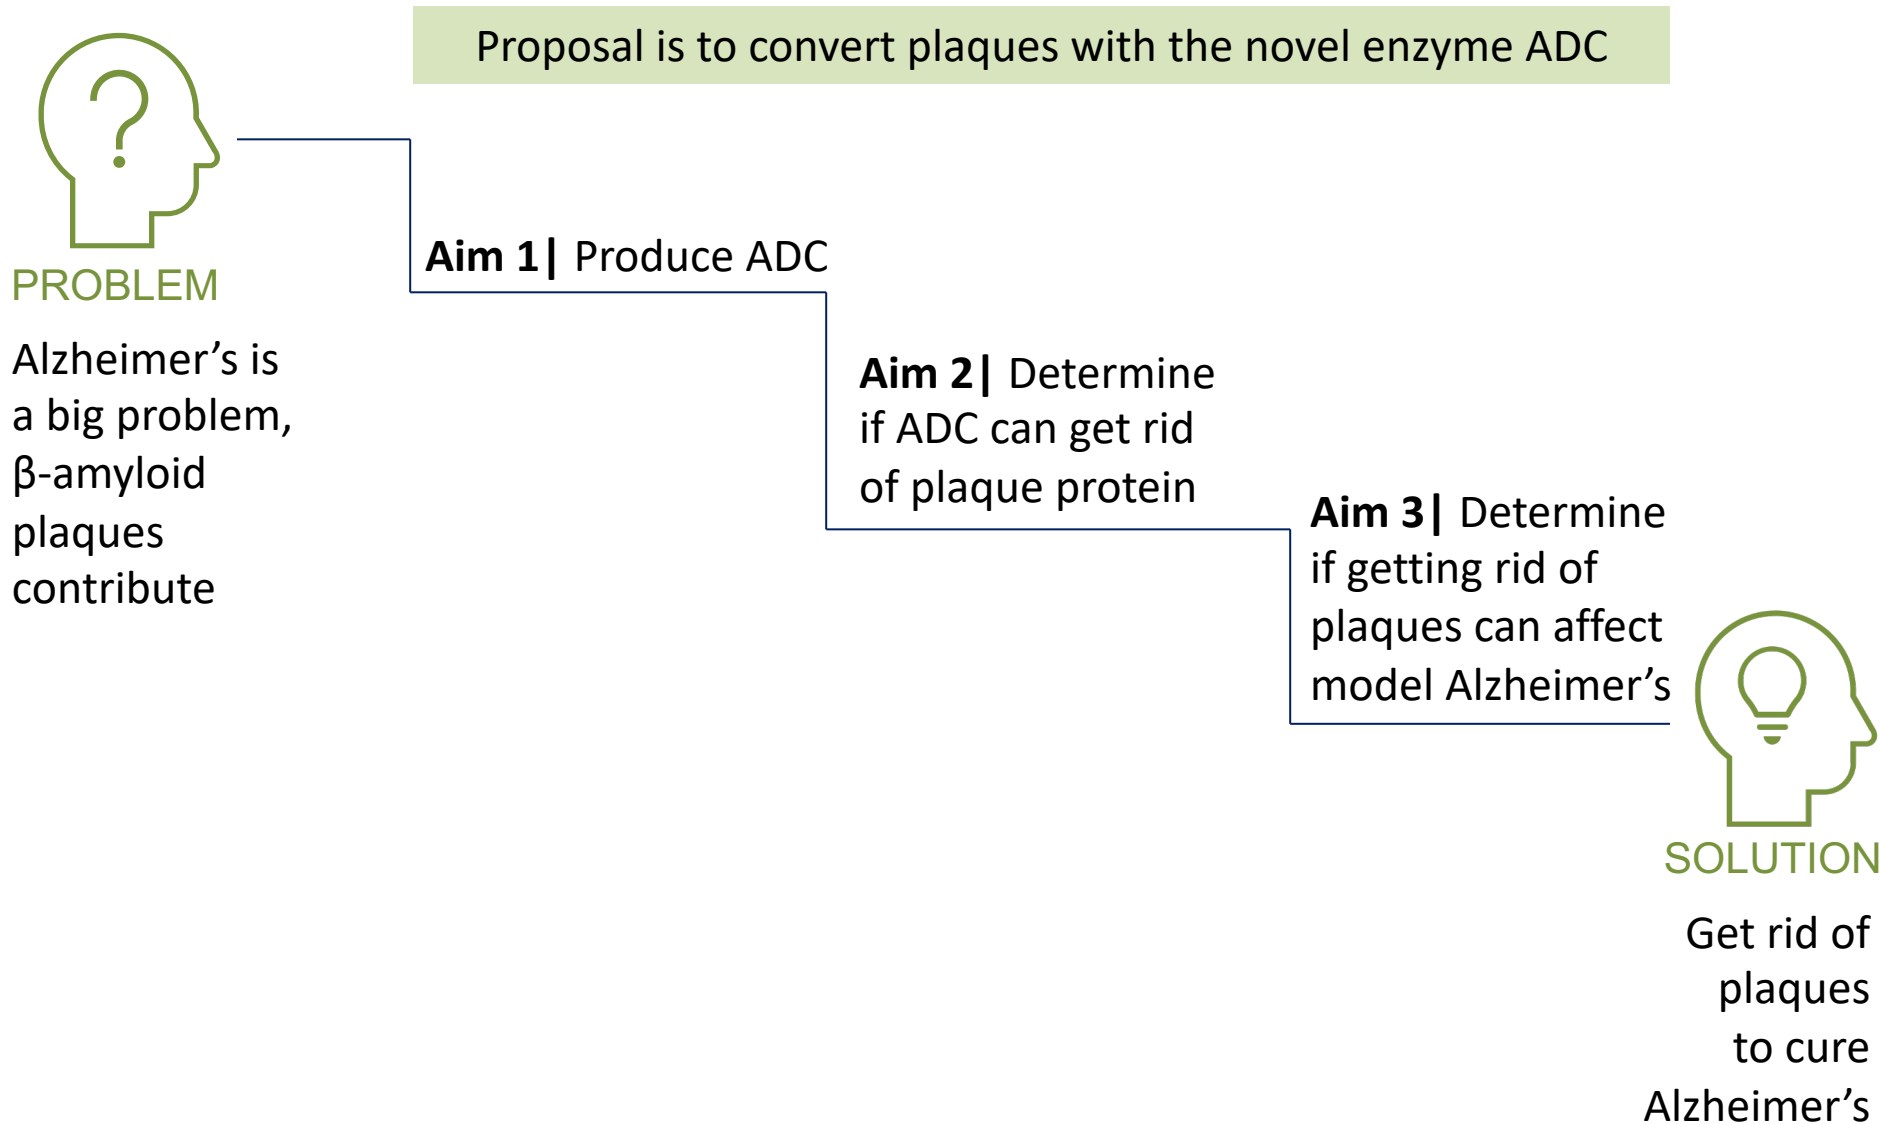 Proposal is to convert plaques with the novel enzyme ADC
?
PROBLEM
Alzheimer’s is
a big problem,
β-amyloid
plaques
contribute
Aim 1| Produce ADC
Aim 2| Determine
if ADC can get rid
of plaque protein
Aim 3| Determine
if getting rid of
plaques can affect
model Alzheimer’s
SOLUTION
Get rid of
plaques
to cure
Alzheimer’s